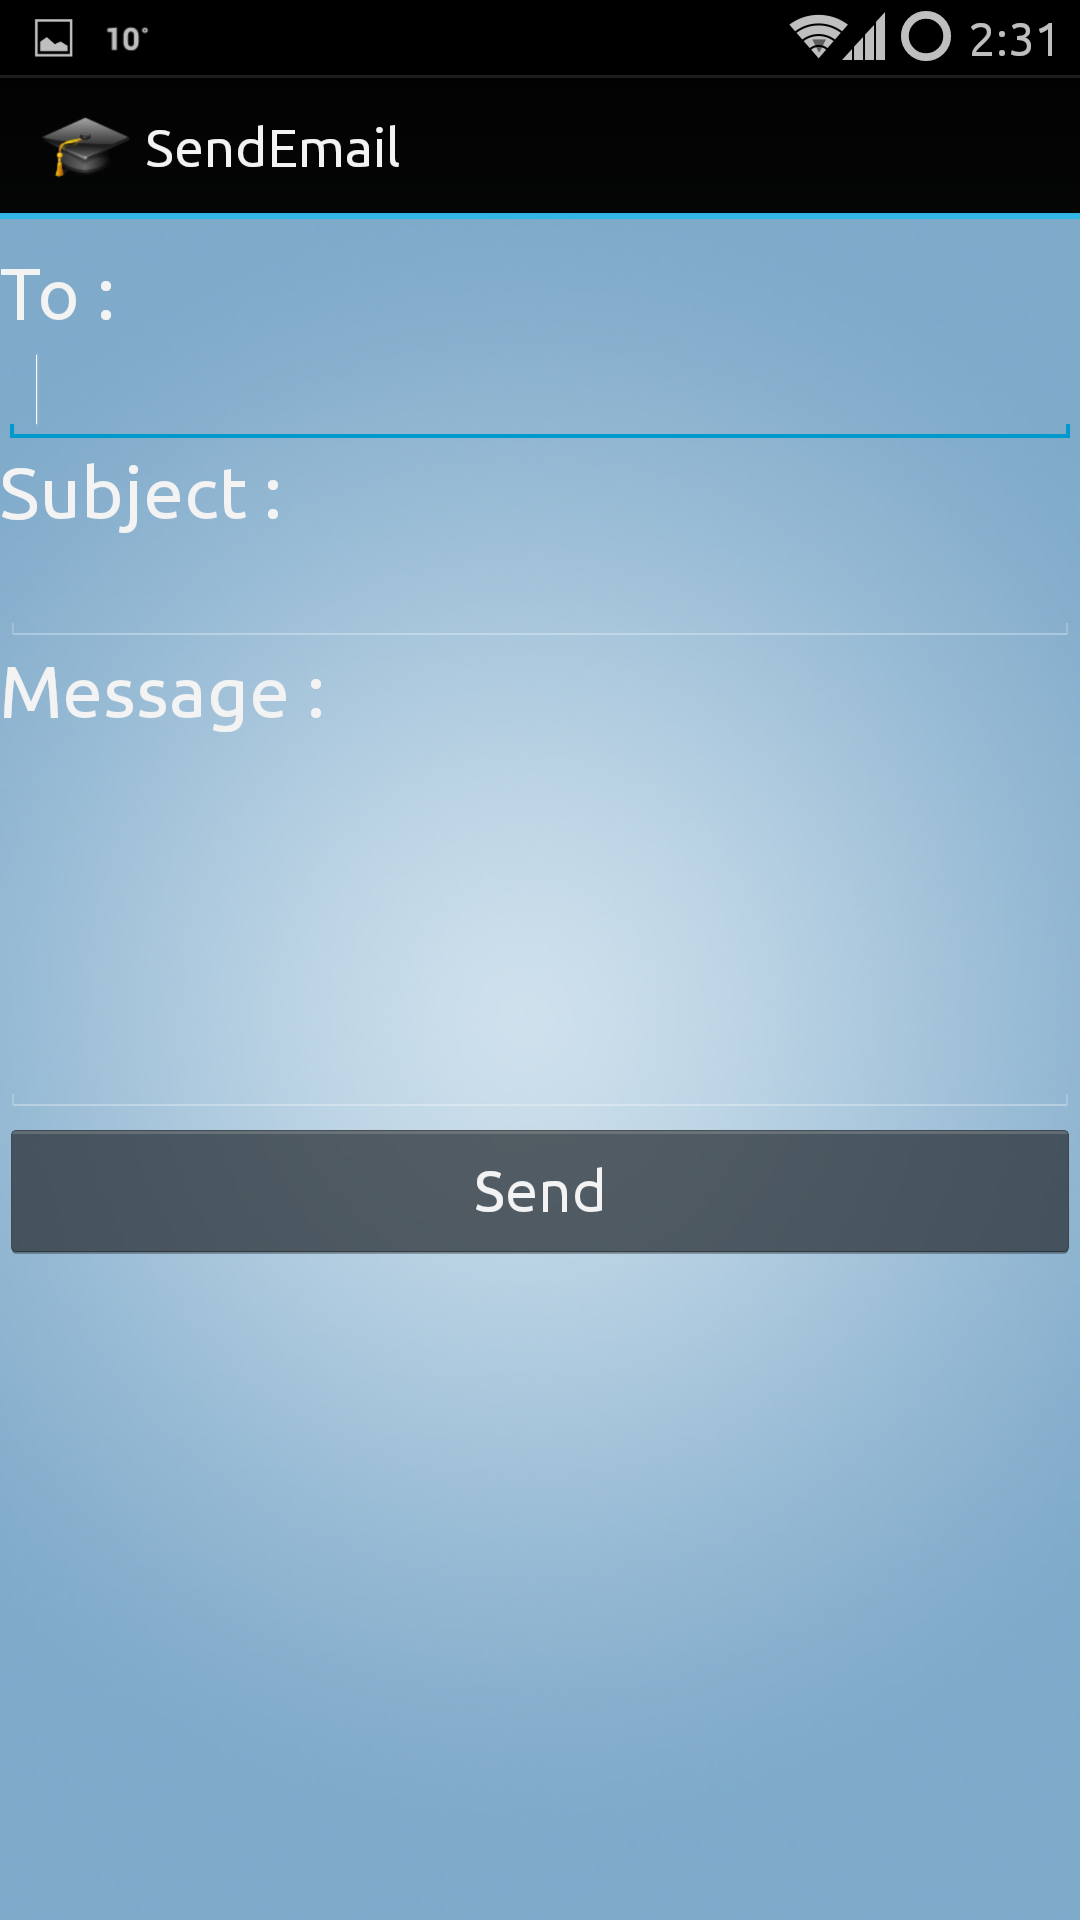 10° 2:31
SendEmail
To :
Subject :
Message :
Send